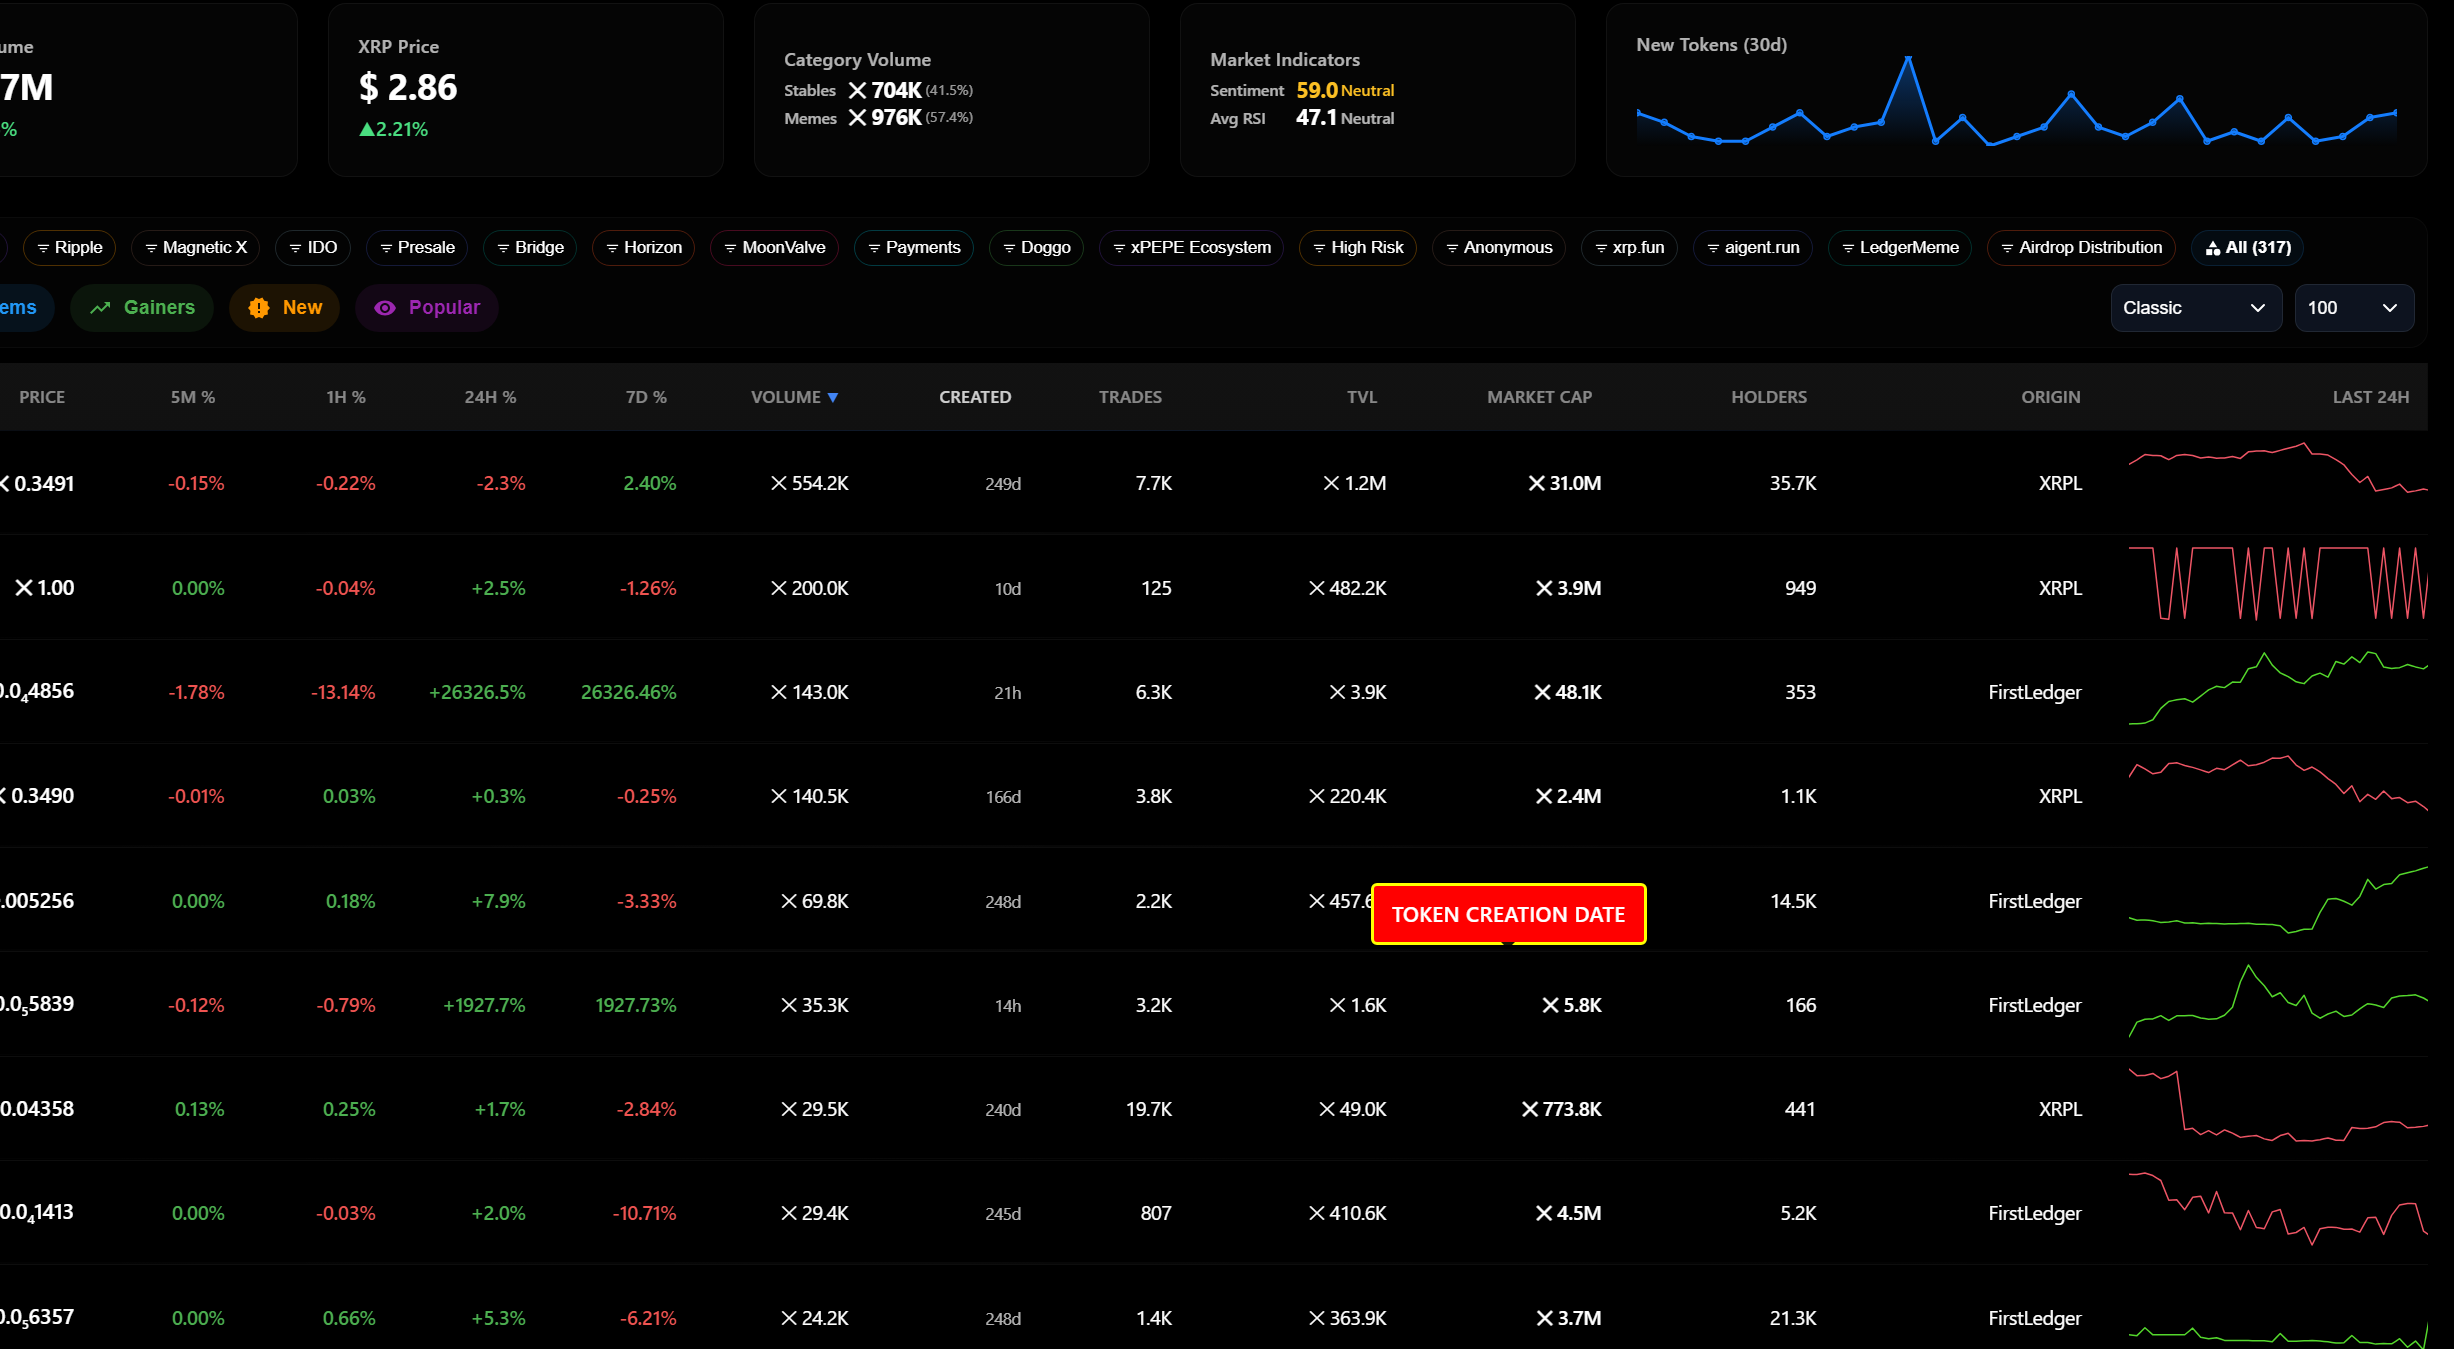 ume
7M
%
XRP Price
$ 2.86
▲2.21%
Category Volume
Stables ✕ 704K (41.5%)
Memes ✕ 976K (57.4%)
Market Indicators
Sentiment 59.0 Neutral
Avg RSI 47.1 Neutral
New Tokens (30d)
Ripple Magnetic X IDO Presale Bridge Horizon MoonValve Payments Doggo xPEPE Ecosystem High Risk Anonymous xrp.fun aigent.run LedgerMeme Airdrop Distribution All (317)
ems Gainers New Popular Classic 100
PRICE 5M % 1H % 24H % 7D % VOLUME ▼ CREATED TRADES TVL MARKET CAP HOLDERS ORIGIN LAST 24H
✕ 0.3491 -0.15% -0.22% -2.3% 2.40% ✕ 554.2K 249d 7.7K ✕ 1.2M ✕ 31.0M 35.7K XRPL
✕ 1.00 0.00% -0.04% +2.5% -1.26% ✕ 200.0K 10d 125 ✕ 482.2K ✕ 3.9M 949 XRPL
0.0₄4856 -1.78% -13.14% +26326.5% 26326.46% ✕ 143.0K 21h 6.3K ✕ 3.9K ✕ 48.1K 353 FirstLedger
✕ 0.3490 -0.01% 0.03% +0.3% -0.25% ✕ 140.5K 166d 3.8K ✕ 220.4K ✕ 2.4M 1.1K XRPL
.005256 0.00% 0.18% +7.9% -3.33% ✕ 69.8K 248d 2.2K ✕ 457.6 14.5K FirstLedger
TOKEN CREATION DATE
0.0₅5839 -0.12% -0.79% +1927.7% 1927.73% ✕ 35.3K 14h 3.2K ✕ 1.6K ✕ 5.8K 166 FirstLedger
0.04358 0.13% 0.25% +1.7% -2.84% ✕ 29.5K 240d 19.7K ✕ 49.0K ✕ 773.8K 441 XRPL
0.0₄1413 0.00% -0.03% +2.0% -10.71% ✕ 29.4K 245d 807 ✕ 410.6K ✕ 4.5M 5.2K FirstLedger
0.0₅6357 0.00% 0.66% +5.3% -6.21% ✕ 24.2K 248d 1.4K ✕ 363.9K ✕ 3.7M 21.3K FirstLedger